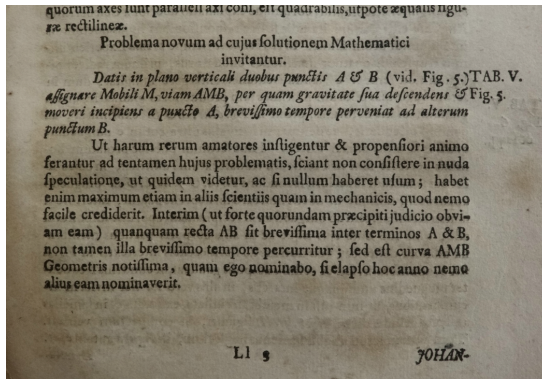 quorum axes sunt paralleli axi coni, est quadrabilis, utpote æqualis figu-
ræ rectilineæ.
Problema novum ad cujus solutionem Mathematici
invitantur.
Datis in plano verticali duobus punctis A & B (vid. Fig. 5.) TAB. V.
assignare Mobili M, viam AMB, per quam gravitate sua descendens & Fig. 5.
moveri incipiens a puncto A, brevissimo tempore perveniat ad alterum
punctum B.
Ut harum rerum amatores instigentur & propensiori animo
ferantur ad tentamen hujus problematis, sciant non consistere in nuda
speculatione, ut quidem videtur, ac si nullum haberet usum; habet
enim maximum etiam in aliis scientiis quam in mechanicis, quod nemo
facile crediderit. Interim (ut forte quorundam præcipiti judicio obvi-
am eam) quanquam recta AB sit brevissima inter terminos A & B,
non tamen illa brevissimo tempore percurritur; sed est curva AMB
Geometris notissima, quam ego nominabo, si elapso hoc anno nemo
alius eam nominaverit.
Ll 3
JOHAN-